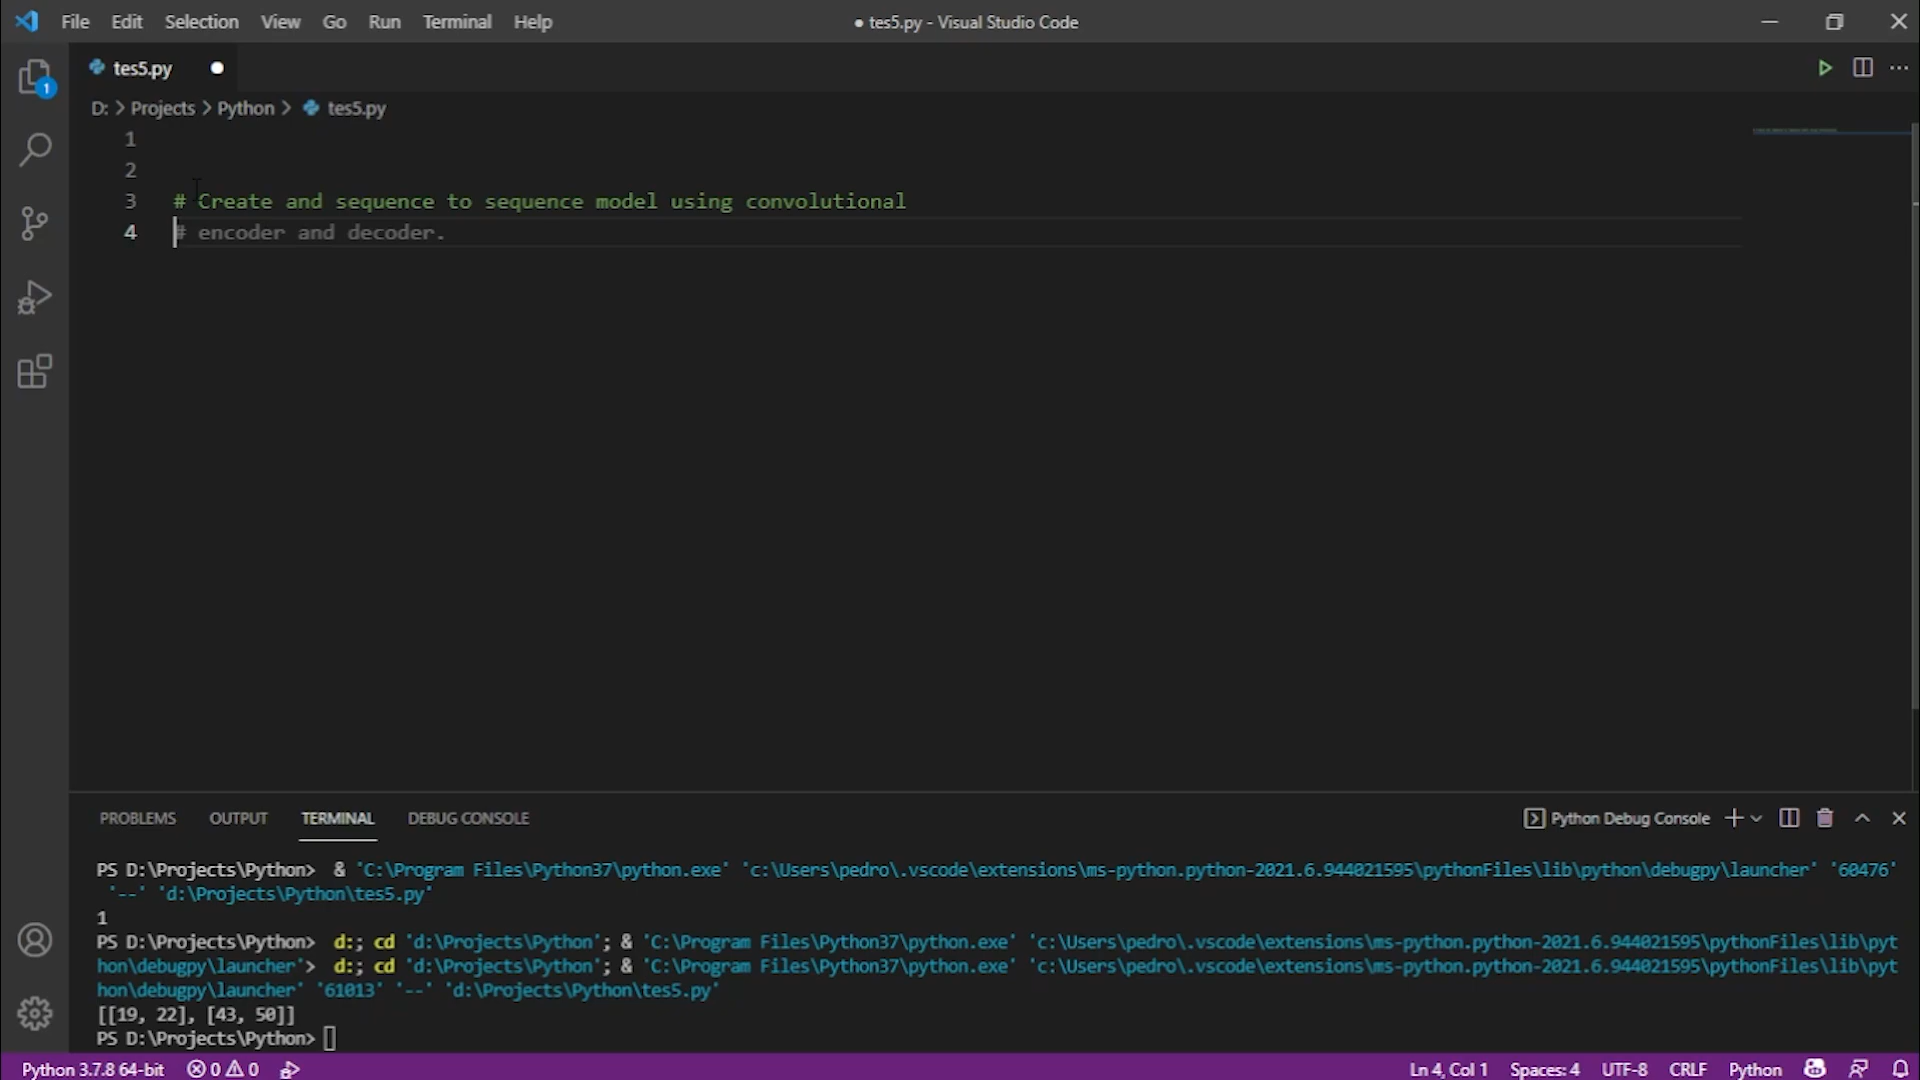 File Edit Selection View Go Run Terminal Help ● tes5.py - Visual Studio Code
tes5.py
D: > Projects > Python > tes5.py
1
1
2
3 # Create and sequence to sequence model using convolutional
4 # encoder and decoder.
PROBLEMS OUTPUT TERMINAL DEBUG CONSOLE Python Debug Console
PS D:\Projects\Python>  & 'C:\Program Files\Python37\python.exe' 'c:\Users\pedro\.vscode\extensions\ms-python.python-2021.6.944021595\pythonFiles\lib\python\debugpy\launcher' '60476'
'--' 'd:\Projects\Python\tes5.py'
1
PS D:\Projects\Python>  d:; cd 'd:\Projects\Python'; & 'C:\Program Files\Python37\python.exe' 'c:\Users\pedro\.vscode\extensions\ms-python.python-2021.6.944021595\pythonFiles\lib\pyt
hon\debugpy\launcher'>  d:; cd 'd:\Projects\Python'; & 'C:\Program Files\Python37\python.exe' 'c:\Users\pedro\.vscode\extensions\ms-python.python-2021.6.944021595\pythonFiles\lib\pyt
hon\debugpy\launcher' '61013' '--' 'd:\Projects\Python\tes5.py'
[[19, 22], [43, 50]]
PS D:\Projects\Python>
Python 3.7.8 64-bit 0 0 Ln 4, Col 1 Spaces: 4 UTF-8 CRLF Python